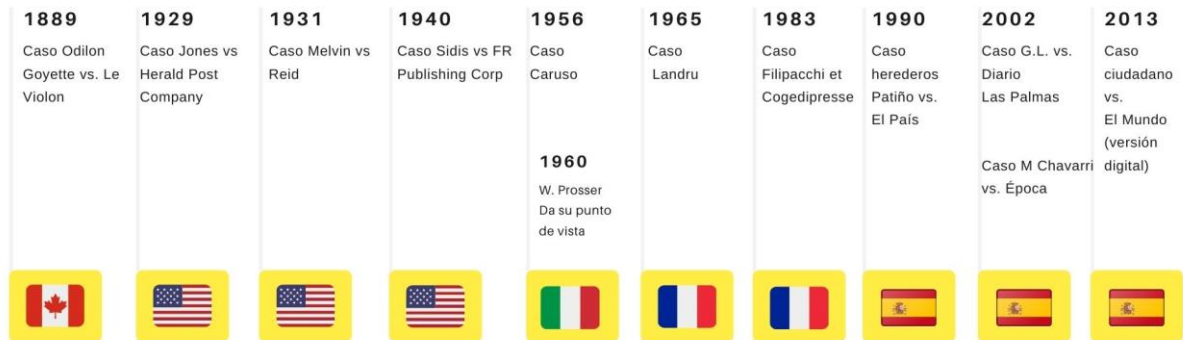 1889
Caso Odilon
Goyette vs. Le
Violon
1929
Caso Jones vs
Herald Post
Company
1931
Caso Melvin vs
Reid
1940
Caso Sidis vs FR
Publishing Corp
1956
Caso
Caruso
1960
W. Prosser
Da su punto
de vista
1965
Caso
Landru
1983
Caso
Filipacchi et
Cogedipresse
1990
Caso
herederos
Patiño vs.
El País
2002
Caso G.L. vs.
Diario
Las Palmas
Caso M Chavarri
vs. Época
2013
Caso
ciudadano
vs.
El Mundo
(versión
digital)